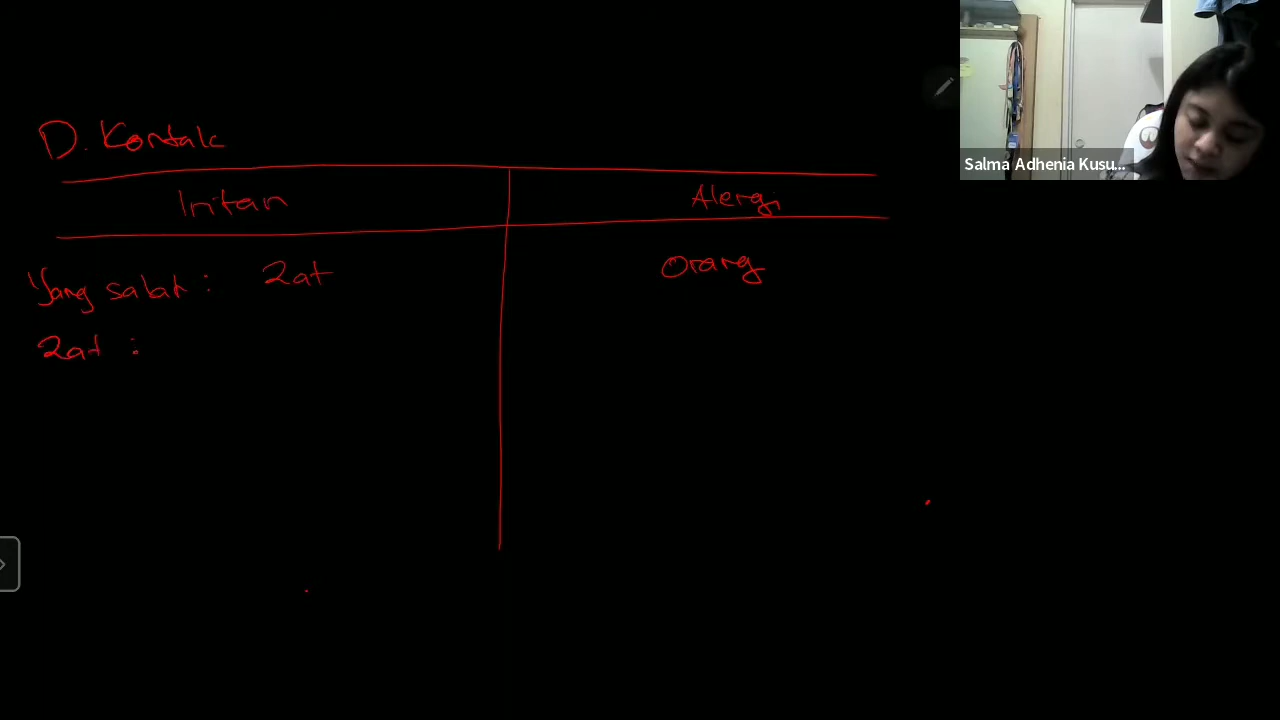 Salma Adhenia Kusu...
D. Kontak
Iritan Alergi
Yang salah : Zat Orang
Zat :